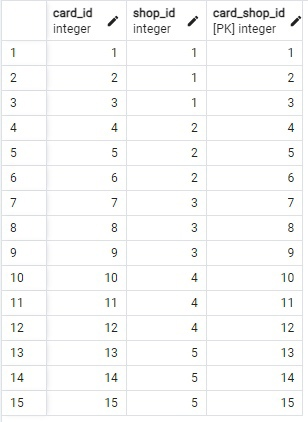 card_id shop_id card_shop_id
integer integer [PK] integer
1 1 1 1
2 2 1 2
3 3 1 3
4 4 2 4
5 5 2 5
6 6 2 6
7 7 3 7
8 8 3 8
9 9 3 9
10 10 4 10
11 11 4 11
12 12 4 12
13 13 5 13
14 14 5 14
15 15 5 15